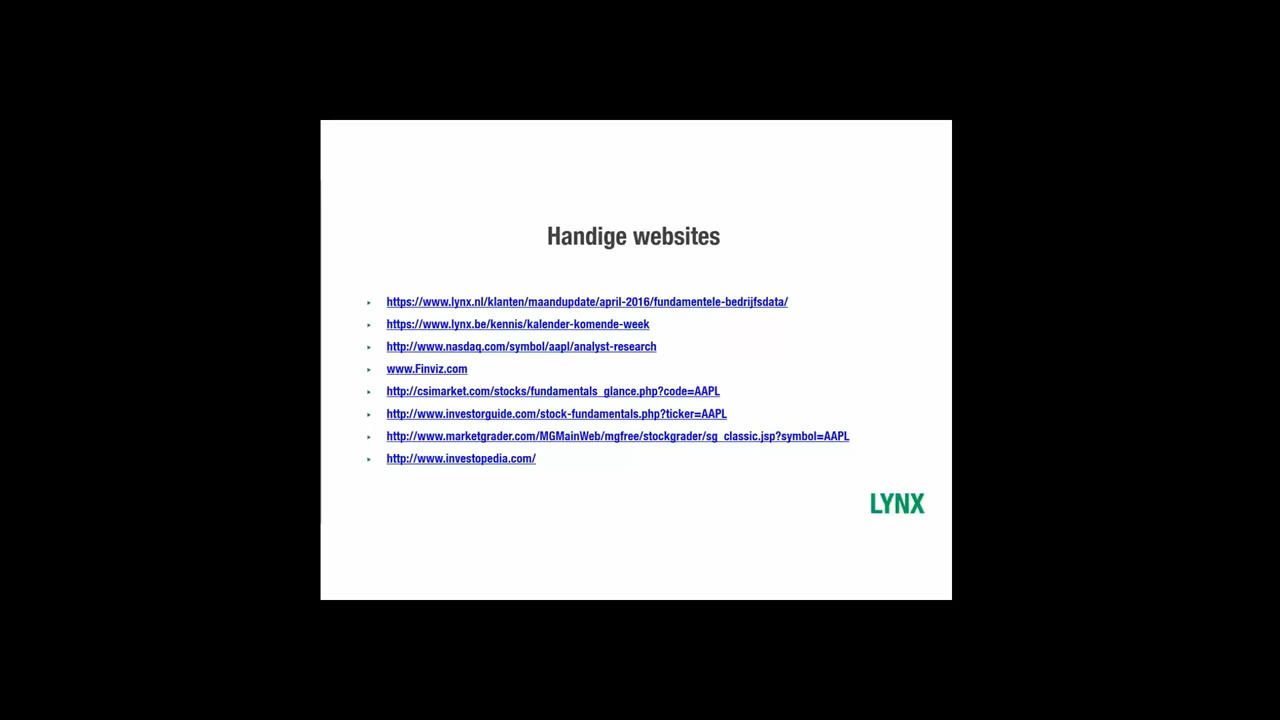 Handige websites
https://www.lynx.nl/klanten/maandupdate/april-2016/fundamentele-bedrijfsdata/
https://www.lynx.be/kennis/kalender-komende-week
http://www.nasdaq.com/symbol/aapl/analyst-research
www.Finviz.com
http://csimarket.com/stocks/fundamentals_glance.php?code=AAPL
http://www.investorguide.com/stock-fundamentals.php?ticker=AAPL
http://www.marketgrader.com/MGMainWeb/mgfree/stockgrader/sg_classic.jsp?symbol=AAPL
http://www.investopedia.com/
LYNX